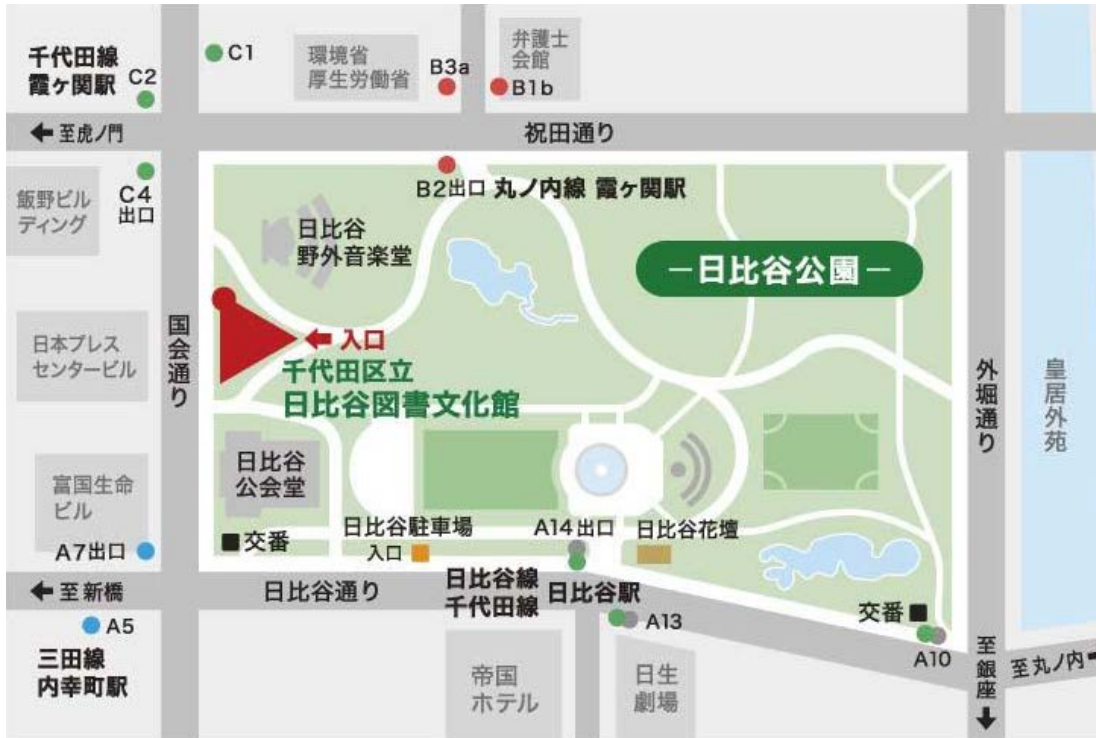 千代田線
霞ヶ関駅
C2
C1
環境省
厚生労働省
B3a
弁護士
会館
B1b
至虎ノ門
祝田通り
飯野ビル
ディング
C4
出口
B2出口 丸ノ内線 霞ヶ関駅
日比谷
野外音楽堂
－日比谷公園－
日本プレス
センタービル
国会通り
入口
千代田区立
日比谷図書文化館
外堀通り
皇居外苑
富国生命
ビル
日比谷
公会堂
A7出口
交番
日比谷駐車場
入口
A14出口
日比谷花壇
至新橋
日比谷通り
日比谷線
千代田線
日比谷駅
A13
交番
A10
A5
三田線
内幸町駅
帝国
ホテル
日生
劇場
至銀座
至丸ノ内